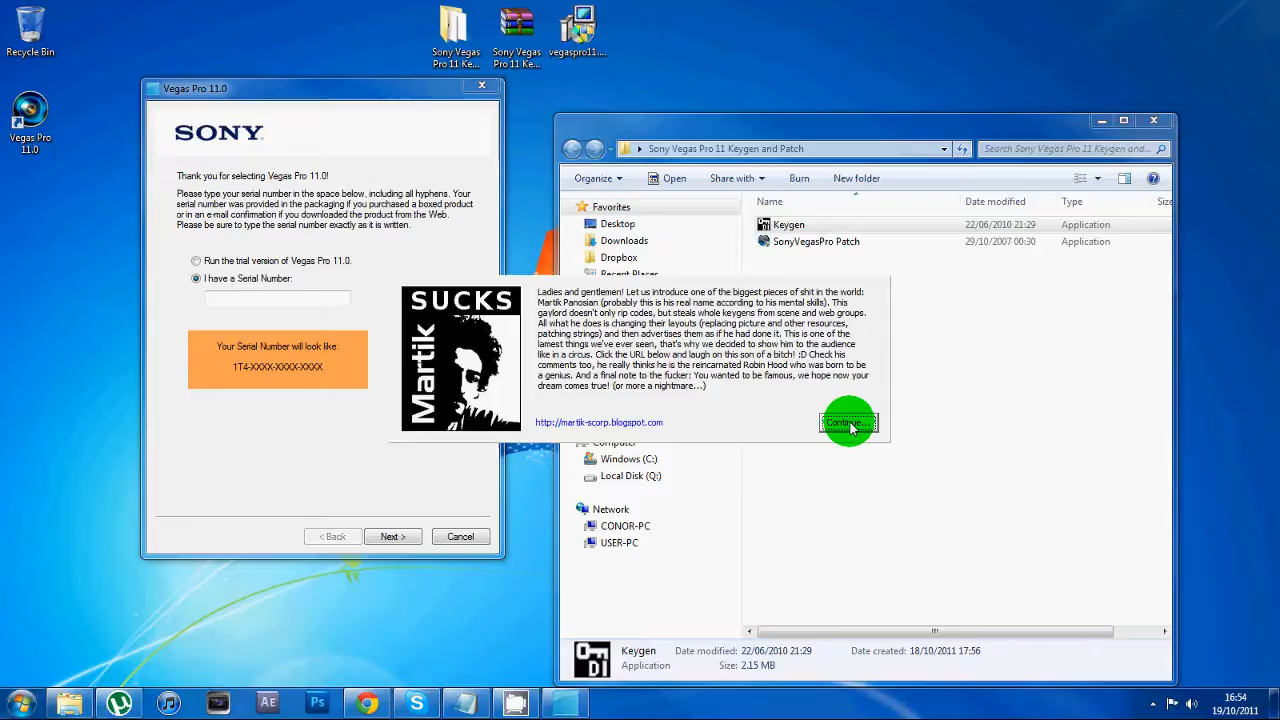 Recycle Bin
Sony Vegas
Pro 11 Ke...
Sony Vegas
Pro 11 Ke...
vegaspro11....
Vegas Pro
11.0
Vegas Pro 11.0
SONY
Thank you for selecting Vegas Pro 11.0!
Please type your serial number in the space below, including all hyphens. Your
serial number was provided in the packaging if you purchased a boxed product
or in an e-mail confirmation if you downloaded the product from the Web.
Please be sure to type the serial number exactly as it is written.
Run the trial version of Vegas Pro 11.0.
I have a Serial Number:
Your Serial Number will look like:
1T4-XXXX-XXXX-XXXX
< Back
Next >
Cancel
Sony Vegas Pro 11 Keygen and Patch
Search Sony Vegas Pro 11 Keygen and...
Organize
Open
Share with
Burn
New folder
Name
Date modified
Type
Size
Favorites
Desktop
Downloads
Dropbox
Recent Places
Keygen
22/06/2010 21:29
Application
SonyVegasPro Patch
29/10/2007 00:30
Application
SUCKS
Martik
Ladies and gentlemen! Let us introduce one of the biggest pieces of shit in the world:
Martik Panosian (probably this is his real name according to his mental skills). This
gaylord doesn't only rip codes, but steals whole keygens from scene and web groups.
All what he does is changing their layouts (replacing picture and other resources,
patching strings) and then advertises them as if he had done it. This is one of the
lamest things we've ever seen, that's why we decided to show him to the audience
like in a circus. Click the URL below and laugh on this son of a bitch! :D Check his
comments too, he really thinks he is the reincarnated Robin Hood who was born to be
a genius. And a final note to the fucker: You wanted to be famous, we hope now your
dream comes true! (or more a nightmare...)
http://martik-scorp.blogspot.com
Continue...
Computer
Windows (C:)
Local Disk (Q:)
Network
CONOR-PC
USER-PC
Keygen
Date modified: 22/06/2010 21:29
Date created: 18/10/2011 17:56
Application
Size: 2.15 MB
Ae
Ps
16:54
19/10/2011